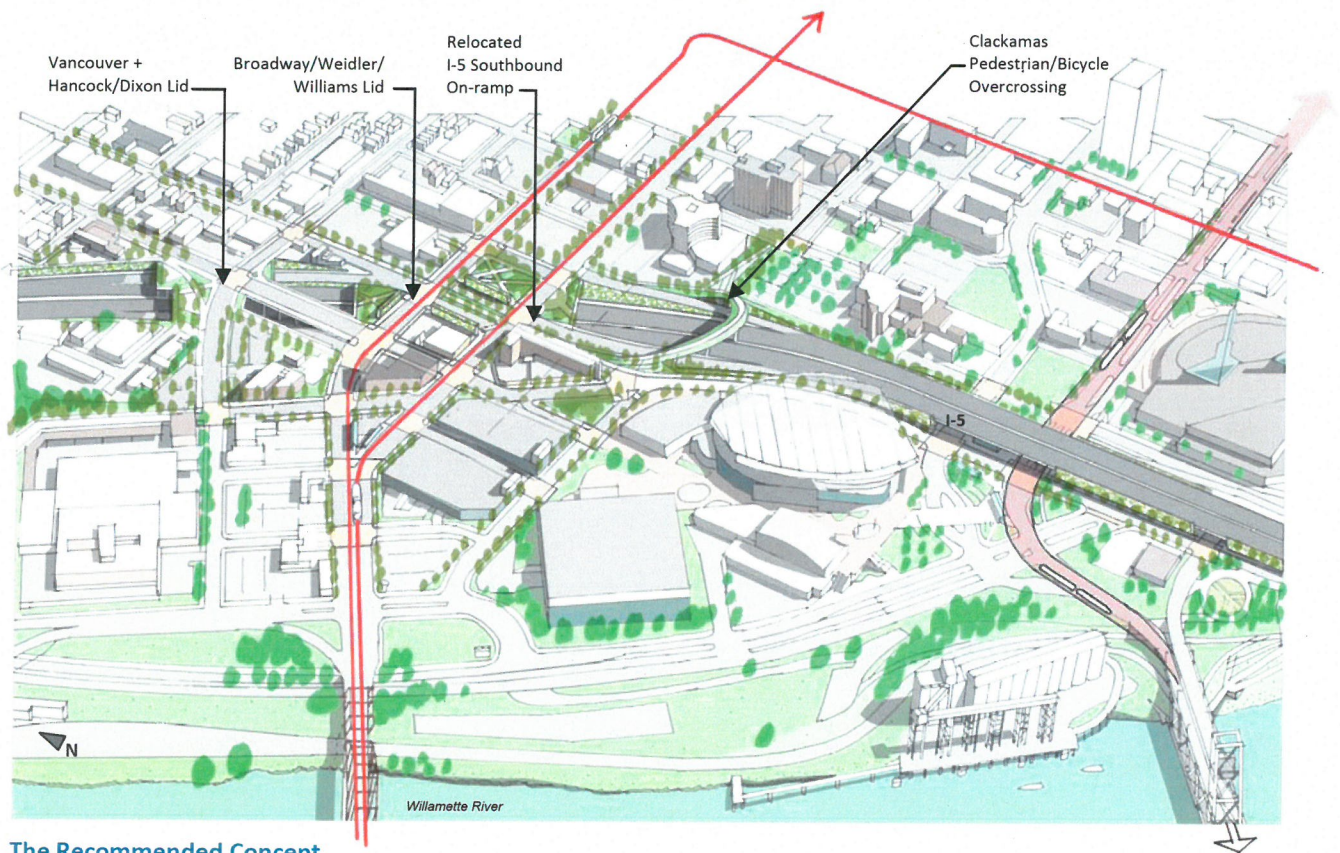 Vancouver +
Hancock/Dixon Lid
Broadway/Weidler/
Williams Lid
Relocated
I-5 Southbound
On-ramp
Clackamas
Pedestrian/Bicycle
Overcrossing
I-5
N
Willamette River
The Recommended Concept